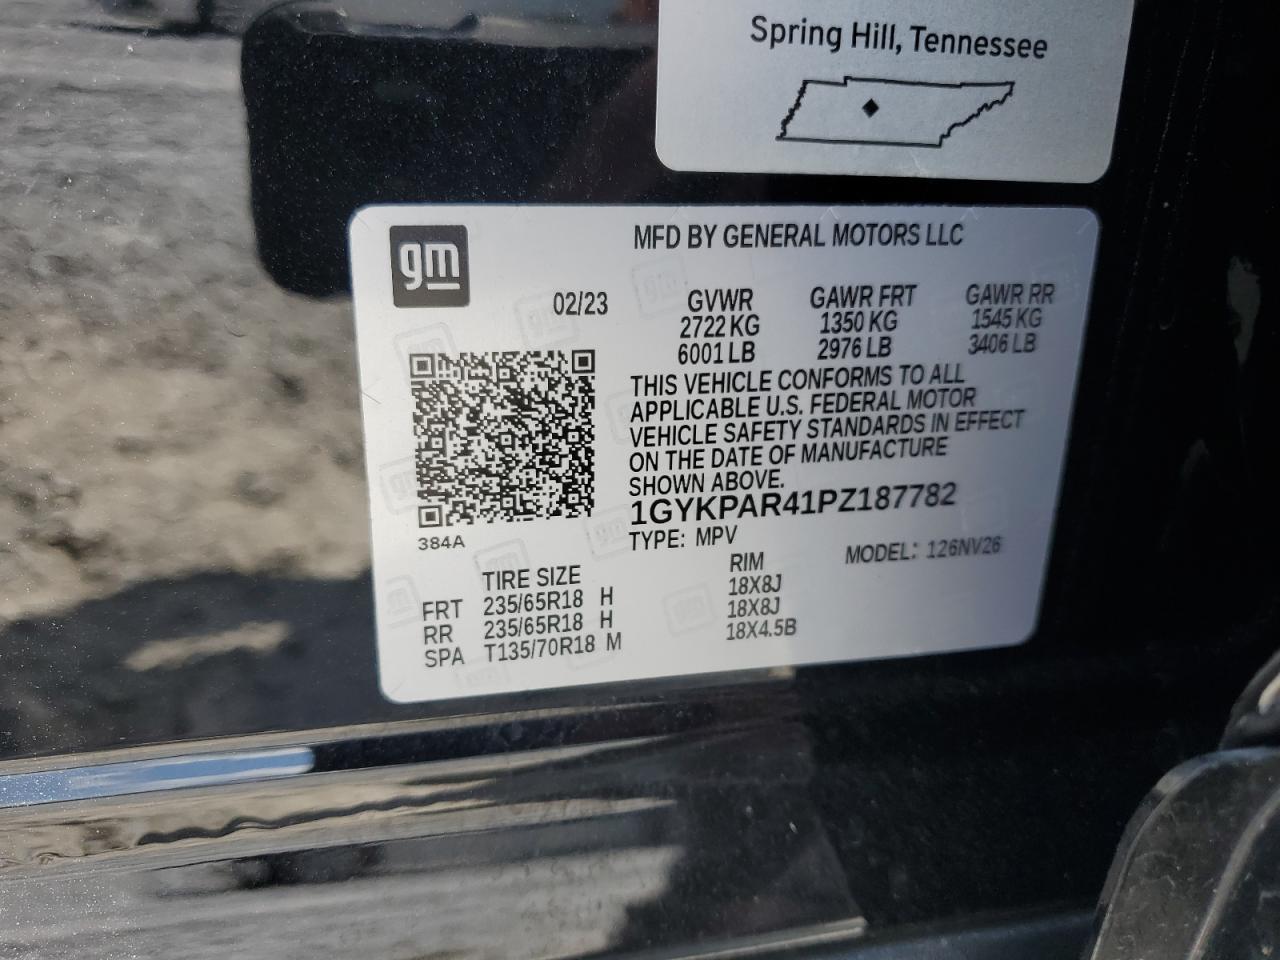 Spring Hill, Tennessee
gm
MFD BY GENERAL MOTORS LLC
02/23
GVWR GAWR FRT GAWR RR
2722 KG 1350 KG 1545 KG
6001 LB 2976 LB 3406 LB
THIS VEHICLE CONFORMS TO ALL
APPLICABLE U.S. FEDERAL MOTOR
VEHICLE SAFETY STANDARDS IN EFFECT
ON THE DATE OF MANUFACTURE
SHOWN ABOVE.
1GYKPAR41PZ187782
384A
TYPE: MPV MODEL: 126NV26
TIRE SIZE RIM
FRT 235/65R18 H 18X8J
RR 235/65R18 H 18X8J
SPA T135/70R18 M 18X4.5B